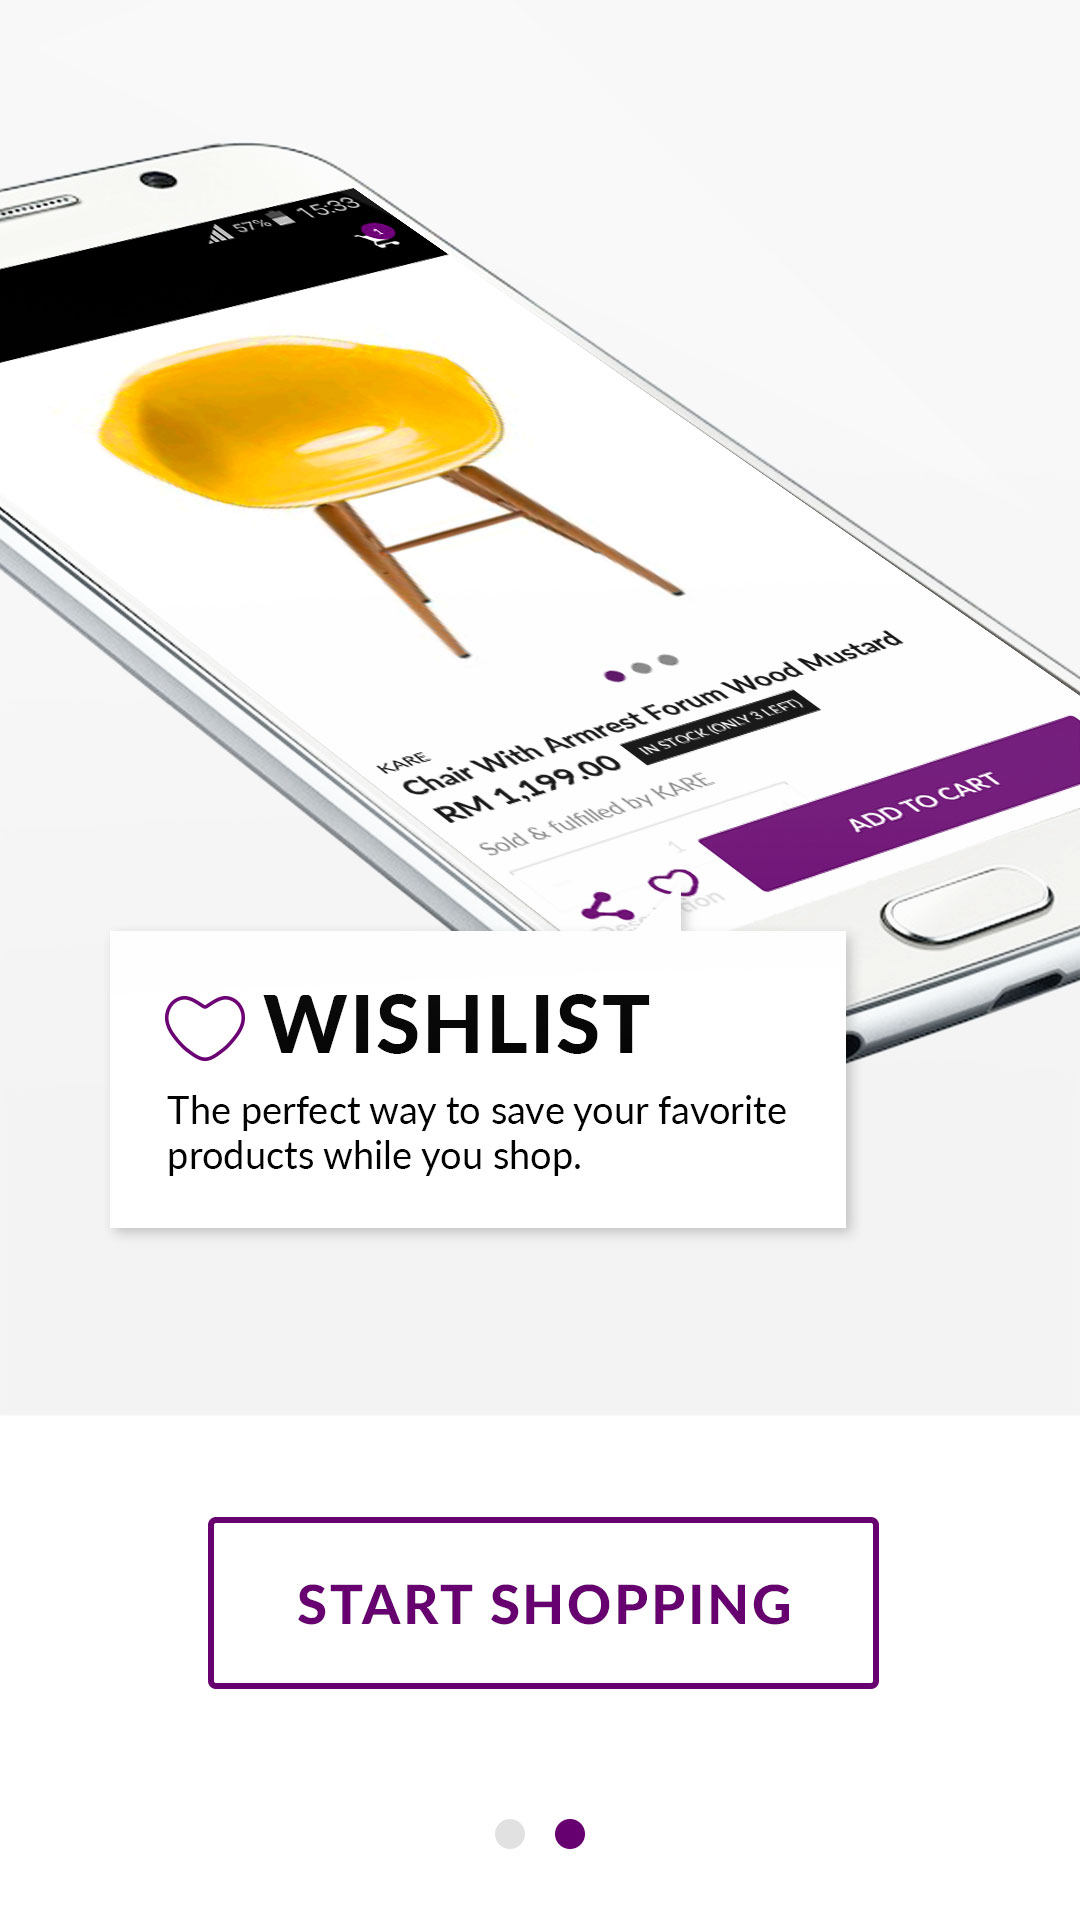 57% 15:33
1
KARE
Chair With Armrest Forum Wood Mustard
RM 1,199.00 IN STOCK (ONLY 3 LEFT)
Sold & fulfilled by KARE
1
ADD TO CART
WISHLIST
The perfect way to save your favorite
products while you shop.
START SHOPPING